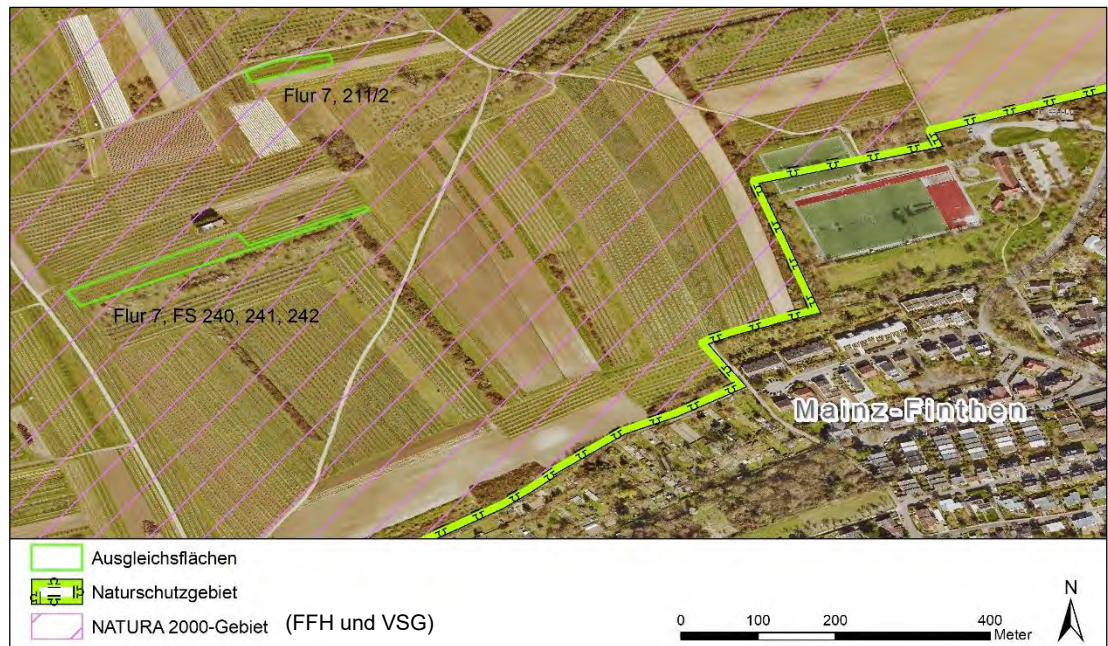 Flur 7, 211/2
Flur 7, FS 240, 241, 242
Mainz-Finthen
Ausgleichsflächen
Naturschutzgebiet
NATURA 2000-Gebiet (FFH und VSG)
N
0 100 200 400
Meter